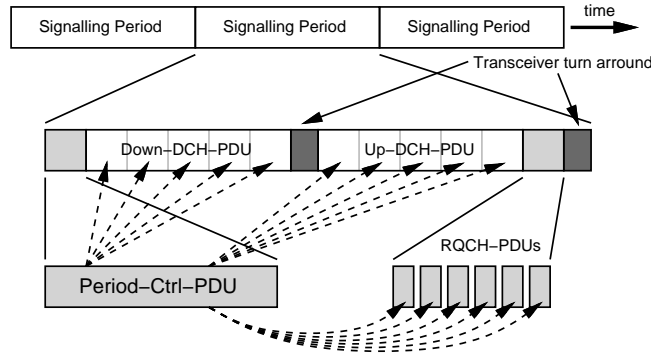 Signalling Period
Signalling Period
Signalling Period
time
Transceiver turn arround
Down-DCH-PDU
Up-DCH-PDU
RQCH-PDUs
Period-Ctrl-PDU